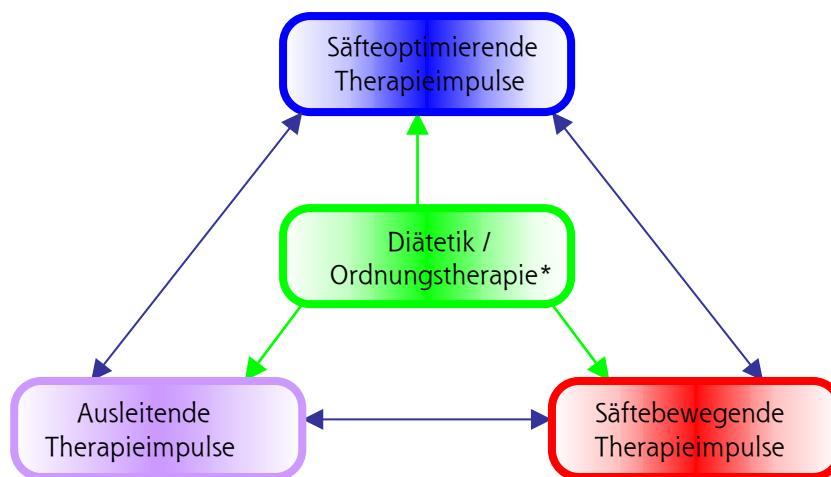 Säfteoptimierende
Therapieimpulse
Diätetik /
Ordnungstherapie*
Ausleitende
Therapieimpulse
Säftebewegende
Therapieimpulse